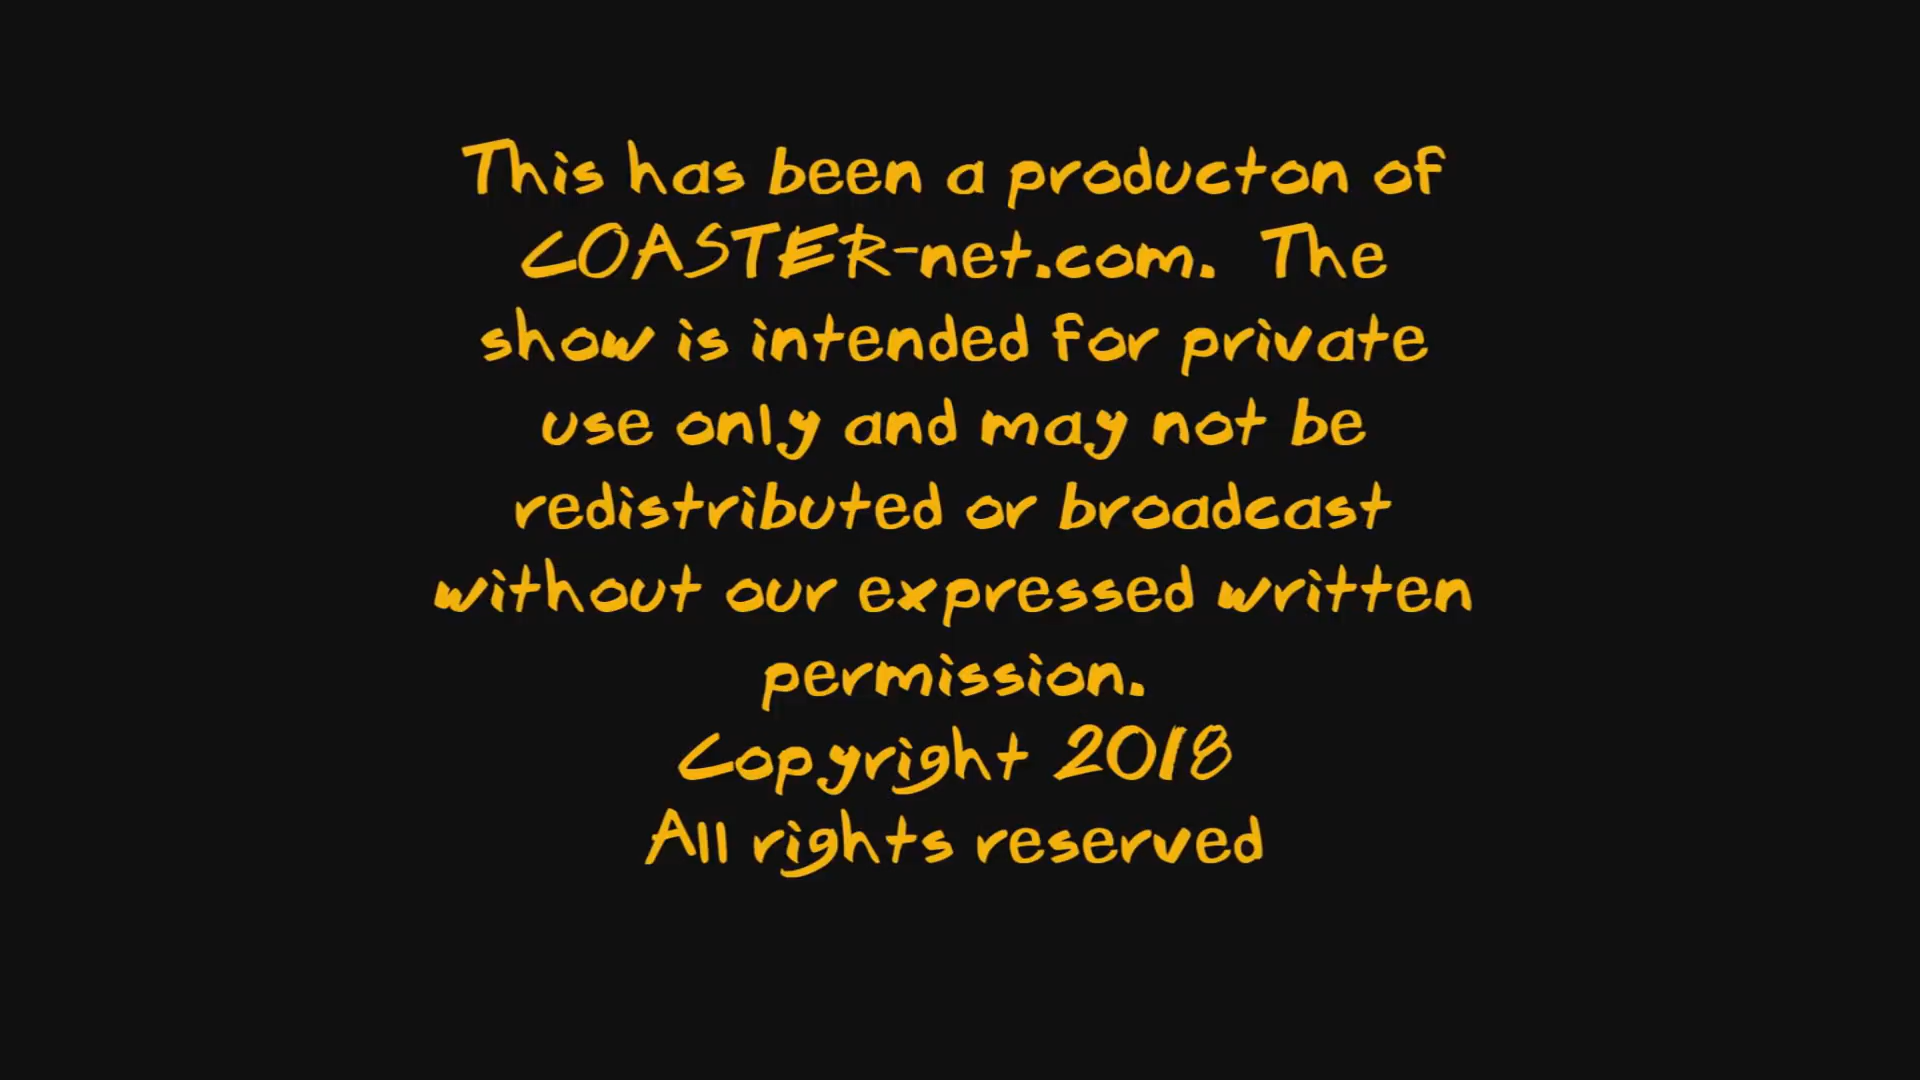 This has been a producton of
COASTER-net.com. The
show is intended for private
use only and may not be
redistributed or broadcast
without our expressed written
permission.
Copyright 2018
All rights reserved